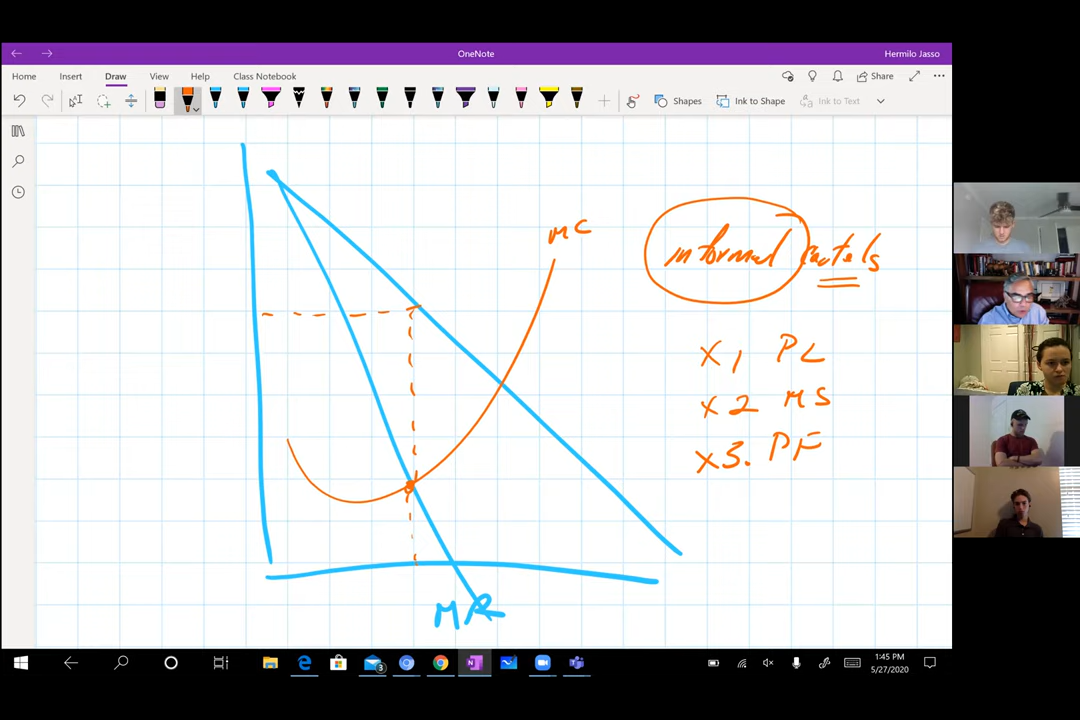 OneNote
Hermilo Jasso
Home Insert Draw View Help Class Notebook Share
Shapes Ink to Shape Ink to Text
MC
informal cartels
x 1 PL
x 2 MS
x3. PF
MR
3
1:45 PM
5/27/2020